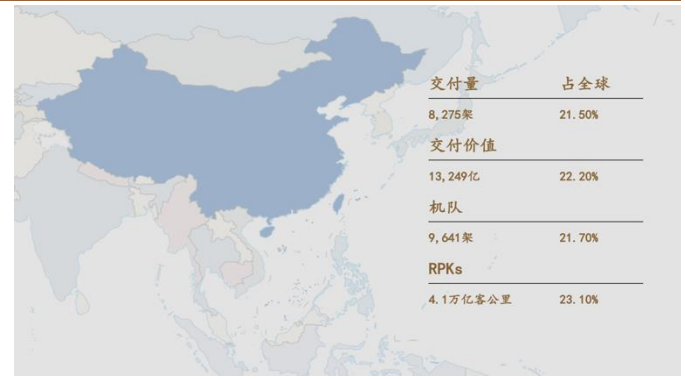 交付量 占全球
8,275架 21.50%
交付价值
13,249亿 22.20%
机队
9,641架 21.70%
RPKs
4.1万亿客公里 23.10%